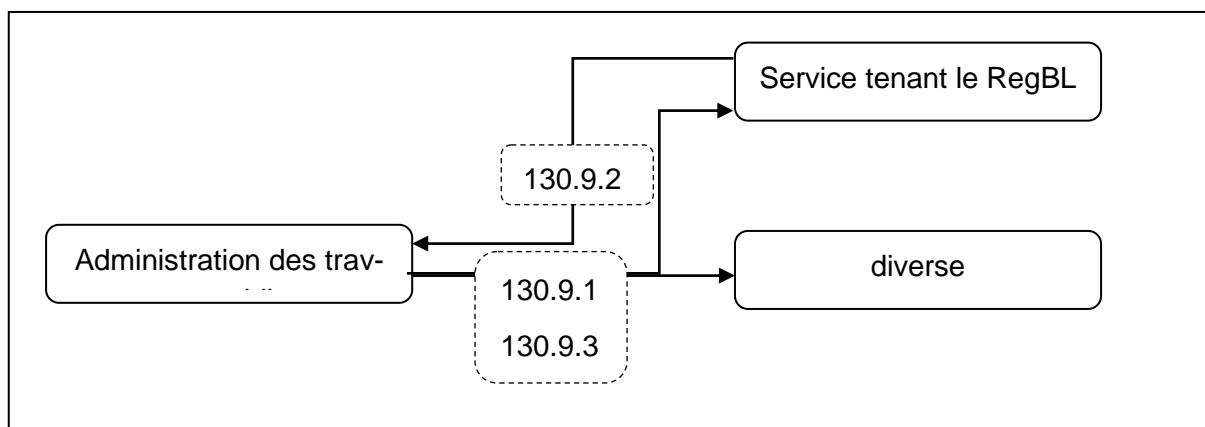 Service tenant le RegBL
130.9.2
Administration des trav-
130.9.1
130.9.3
diverse